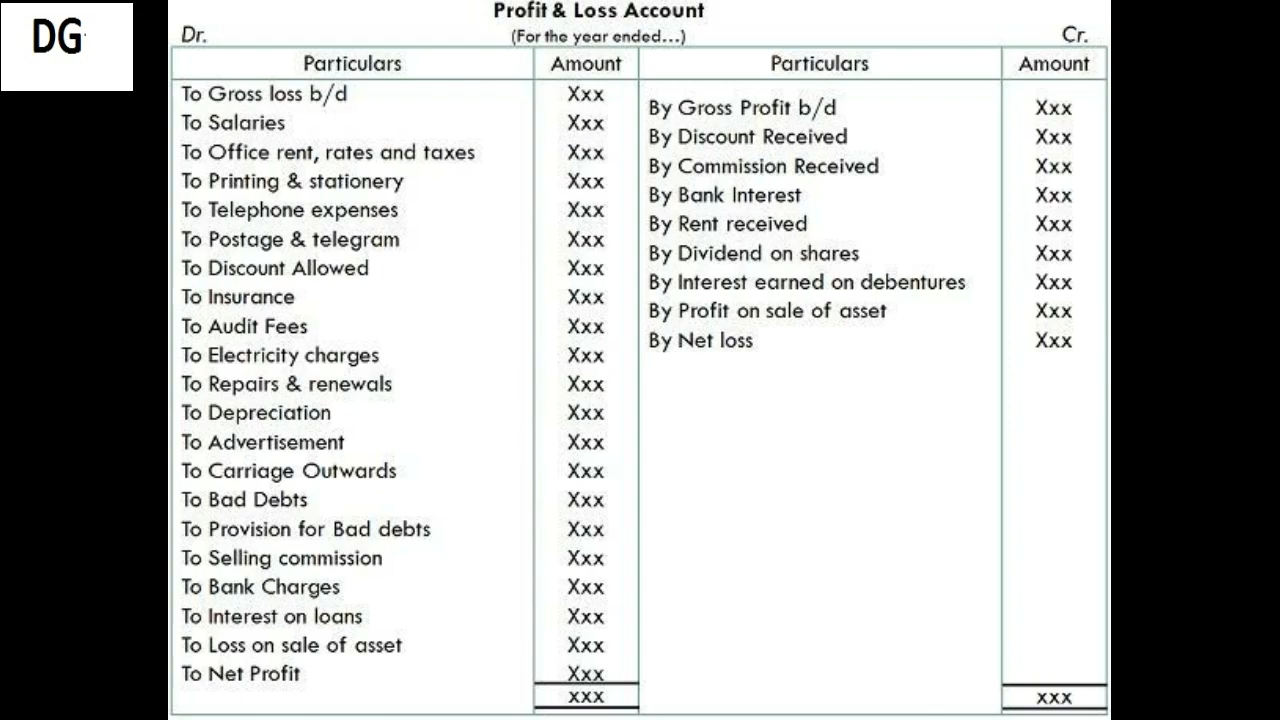 DG
Profit & Loss Account
Dr. (For the year ended...) Cr.
Particulars Amount Particulars Amount
To Gross loss b/d Xxx
To Salaries Xxx
To Office rent, rates and taxes Xxx
To Printing & stationery Xxx
To Telephone expenses Xxx
To Postage & telegram Xxx
To Discount Allowed Xxx
To Insurance Xxx
To Audit Fees Xxx
To Electricity charges Xxx
To Repairs & renewals Xxx
To Depreciation Xxx
To Advertisement Xxx
To Carriage Outwards Xxx
To Bad Debts Xxx
To Provision for Bad debts Xxx
To Selling commission Xxx
To Bank Charges Xxx
To Interest on loans Xxx
To Loss on sale of asset Xxx
To Net Profit Xxx
xxx
By Gross Profit b/d Xxx
By Discount Received Xxx
By Commission Received Xxx
By Bank Interest Xxx
By Rent received Xxx
By Dividend on shares Xxx
By Interest earned on debentures Xxx
By Profit on sale of asset Xxx
By Net loss Xxx
xxx